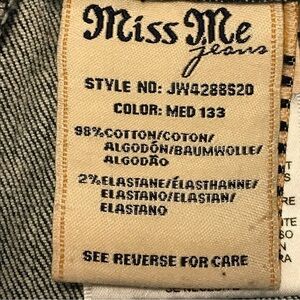 Miss Me
jeans
STYLE NO: JW4288S20
COLOR: MED 133
98%COTTON/COTON/
ALGODÓN/BAUMWOLLE/
ALGODÃO
2%ELASTANE/ÉLASTHANNE/
ELASTANO/ELASTAN/
ELASTANO
SEE REVERSE FOR CARE